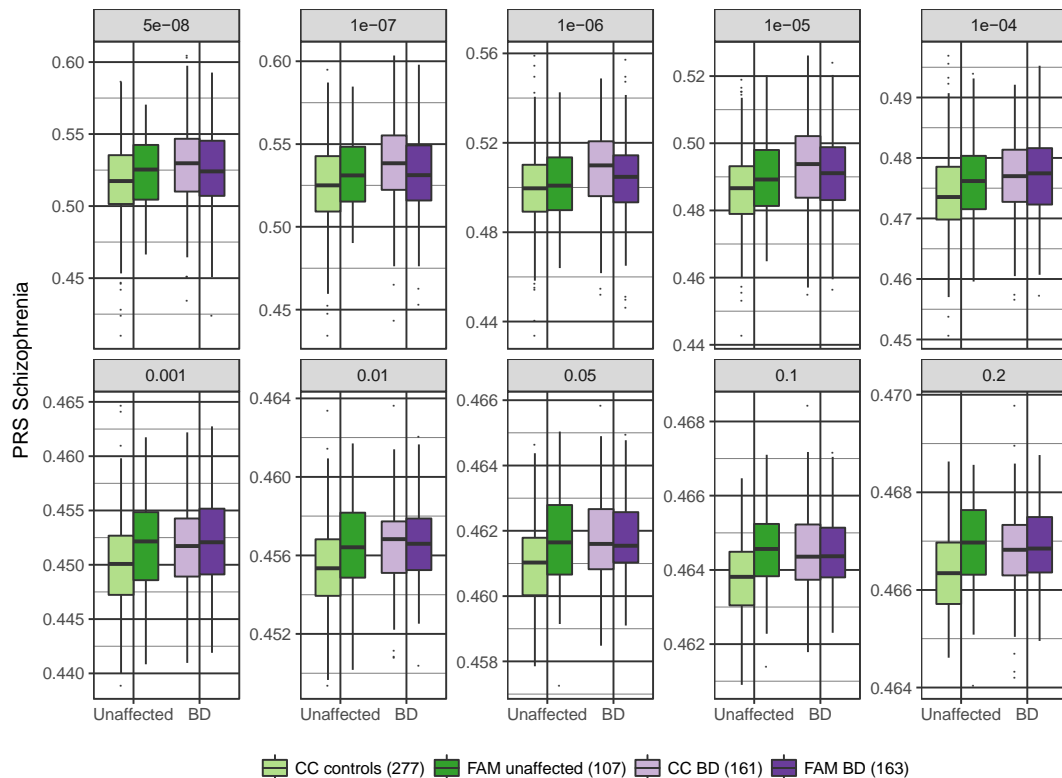 5e−08 1e−07 1e−06 1e−05 1e−04
0.60 0.60 0.56 0.52 0.49
0.55 0.55 0.52 0.50 0.48
0.50 0.50 0.48 0.48 0.47
0.45 0.45 0.44 0.46 0.46
0.44 0.45
PRS Schizophrenia
0.001 0.01 0.05 0.1 0.2
0.465 0.464 0.466 0.468 0.470
0.460 0.460 0.464 0.466 0.468
0.455 0.456 0.462 0.464 0.466
0.450 0.452 0.460 0.462 0.464
0.445 0.458
0.440
Unaffected BD Unaffected BD Unaffected BD Unaffected BD Unaffected BD
CC controls (277) FAM unaffected (107) CC BD (161) FAM BD (163)